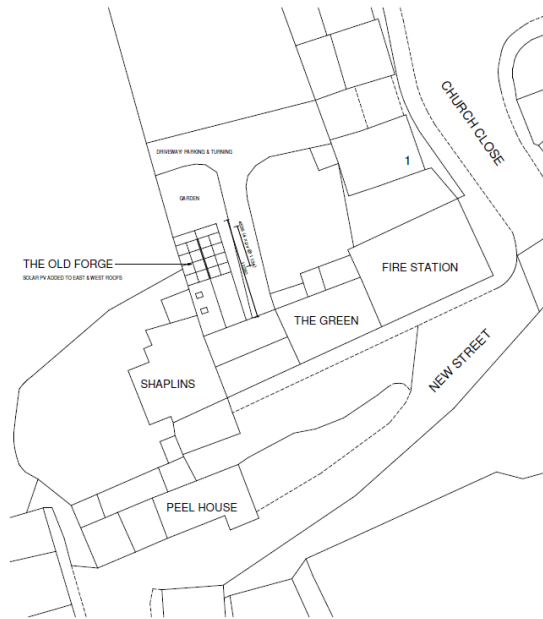 CHURCH CLOSE
DRIVEWAY/ PARKING & TURNING
1
GARDEN
THE OLD FORGE
SOLAR PV ADDED TO EAST & WEST ROOFS
FIRE STATION
THE GREEN
NEW STREET
SHAPLINS
PEEL HOUSE